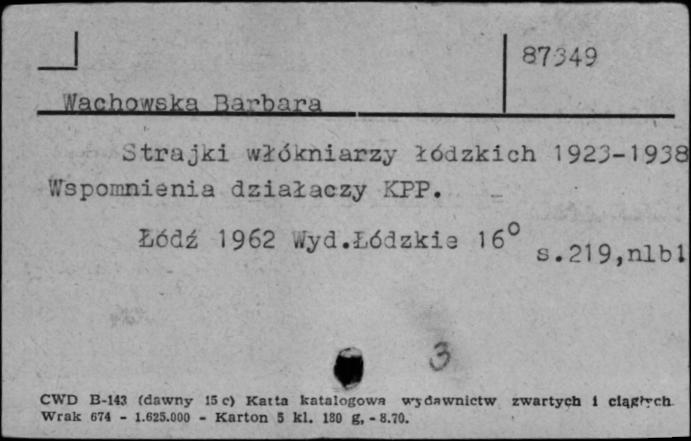 87349
Wachowska Barbara
Strajki włókniarzy łódzkich 1923-1938
Wspomnienia działaczy KPP.
Łódź 1962 Wyd.Łódzkie 16°
s.219,nlb1
3
CWD B-143 (dawny 15 c) Karta katalogowa wydawnictw zwartych i ciągłych
Wrak 674 - 1.625.000 - Karton 5 kl. 180 g, - 8.70.